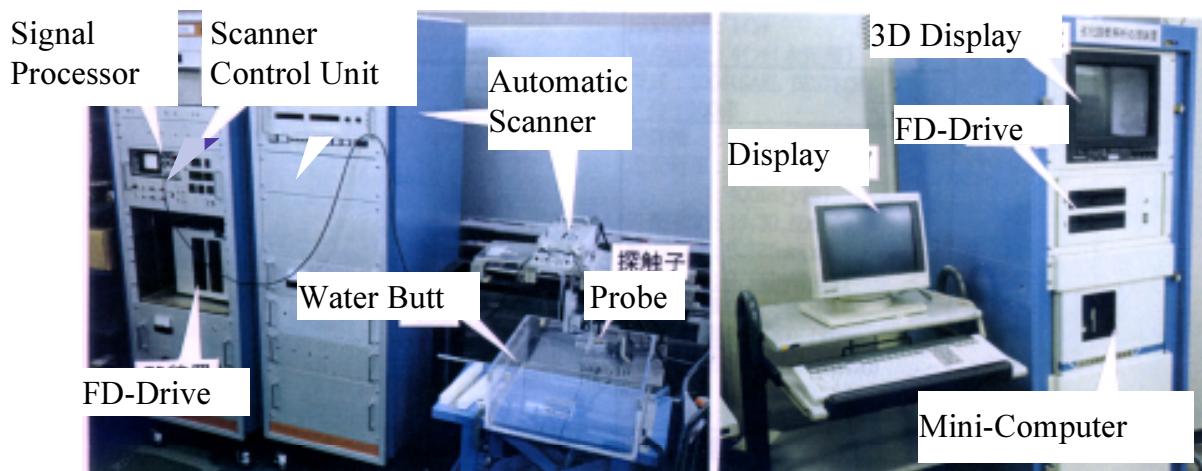 Signal
Processor
Scanner
Control Unit
Automatic
Scanner
探触子
Probe
Water Butt
FD-Drive
3D Display
FD-Drive
Display
Mini-Computer